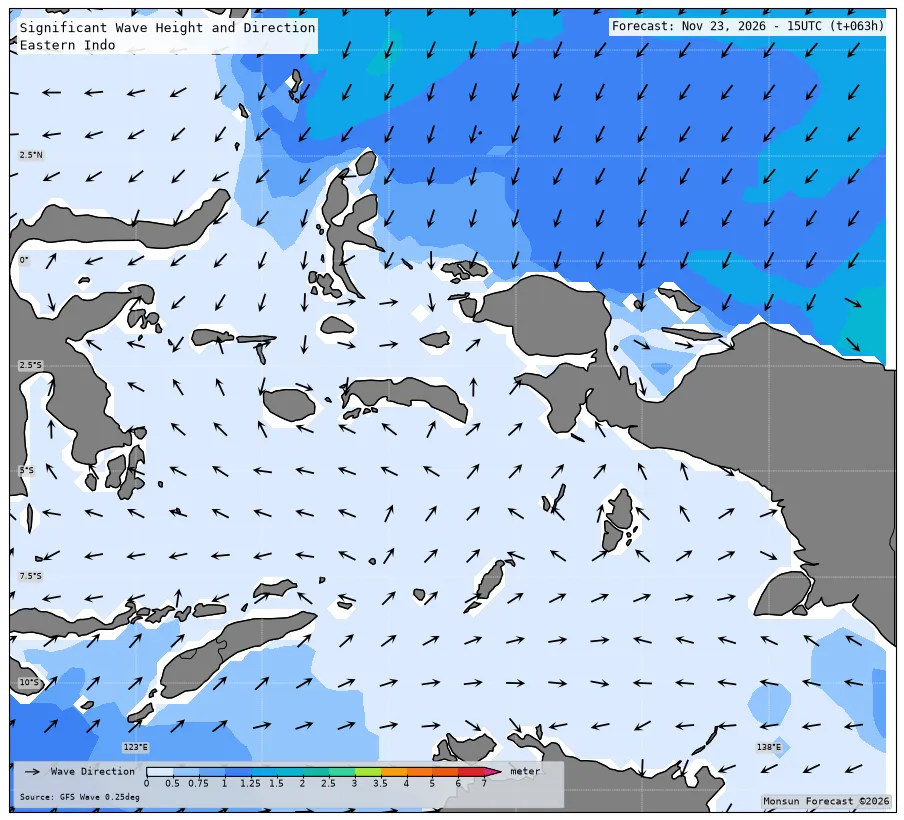 Significant Wave Height and Direction
Eastern Indo
Forecast: Nov 23, 2026 - 15UTC (t+063h)
2.5°N
0°
2.5°S
5°S
7.5°S
10°S
123°E
138°E
Wave Direction
meter
0 0.5 0.75 1 1.25 1.5 2 2.5 3 3.5 4 5 6 7
Source: GFS Wave 0.25deg
Monsun Forecast ©2026